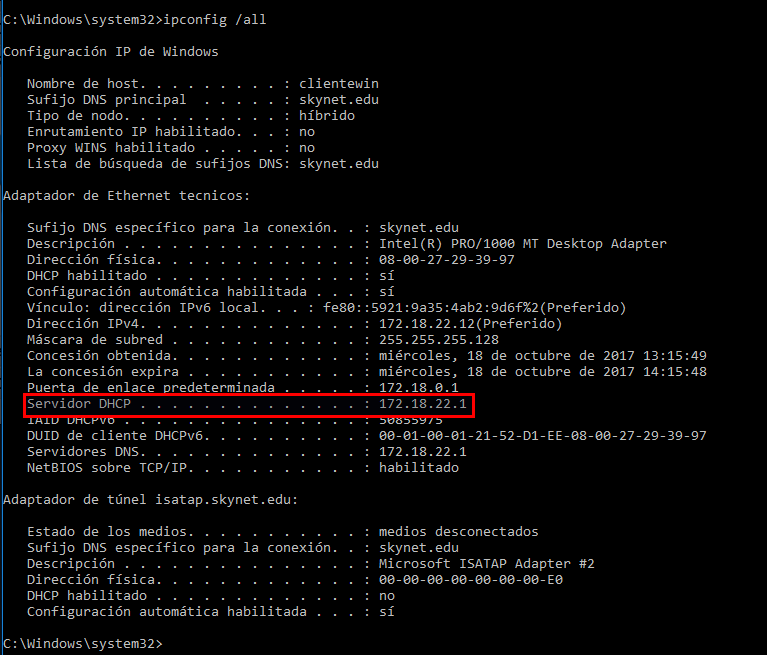 C:\Windows\system32>ipconfig /all
Configuración IP de Windows
Nombre de host. . . . . . . . . : clientewin
Sufijo DNS principal  . . . . . : skynet.edu
Tipo de nodo. . . . . . . . . . : híbrido
Enrutamiento IP habilitado. . . : no
Proxy WINS habilitado . . . . . : no
Lista de búsqueda de sufijos DNS: skynet.edu
Adaptador de Ethernet tecnicos:
Sufijo DNS específico para la conexión. . : skynet.edu
Descripción . . . . . . . . . . . . . . . : Intel(R) PRO/1000 MT Desktop Adapter
Dirección física. . . . . . . . . . . . . : 08-00-27-29-39-97
DHCP habilitado . . . . . . . . . . . . . : sí
Configuración automática habilitada . . . : sí
Vínculo: dirección IPv6 local. . . : fe80::5921:9a35:4ab2:9d6f%2(Preferido)
Dirección IPv4. . . . . . . . . . . . . . : 172.18.22.12(Preferido)
Máscara de subred . . . . . . . . . . . . : 255.255.255.128
Concesión obtenida. . . . . . . . . . . . : miércoles, 18 de octubre de 2017 13:15:49
La concesión expira . . . . . . . . . . . : miércoles, 18 de octubre de 2017 14:15:48
Puerta de enlace predeterminada . . . . . : 172.18.0.1
Servidor DHCP . . . . . . . . . . . . . . : 172.18.22.1
IAID DHCPv6 . . . . . . . . . . . . . . . : 50855975
DUID de cliente DHCPv6. . . . . . . . . . : 00-01-00-01-21-52-D1-EE-08-00-27-29-39-97
Servidores DNS. . . . . . . . . . . . . . : 172.18.22.1
NetBIOS sobre TCP/IP. . . . . . . . . . . : habilitado
Adaptador de túnel isatap.skynet.edu:
Estado de los medios. . . . . . . . . . . : medios desconectados
Sufijo DNS específico para la conexión. . : skynet.edu
Descripción . . . . . . . . . . . . . . . : Microsoft ISATAP Adapter #2
Dirección física. . . . . . . . . . . . . : 00-00-00-00-00-00-00-E0
DHCP habilitado . . . . . . . . . . . . . : no
Configuración automática habilitada . . . : sí
C:\Windows\system32>